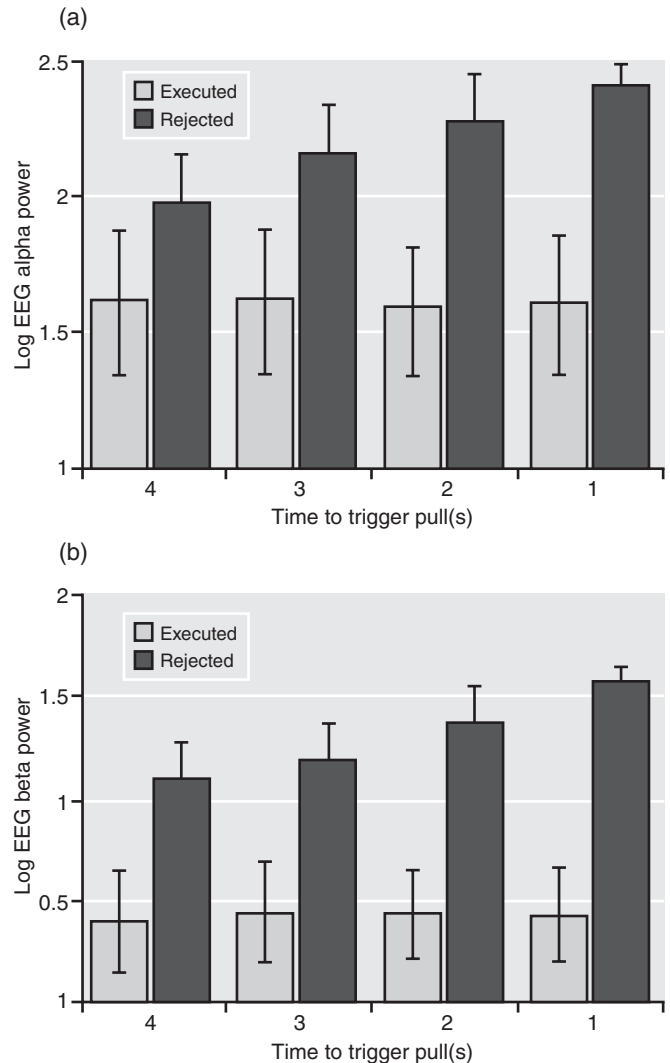 (a)
2.5
Executed
Rejected
2
1.5
1
Log EEG alpha power
4 3 2 1
Time to trigger pull(s)
(b)
2
Executed
Rejected
1.5
1
0.5
1
Log EEG beta power
4 3 2 1
Time to trigger pull(s)